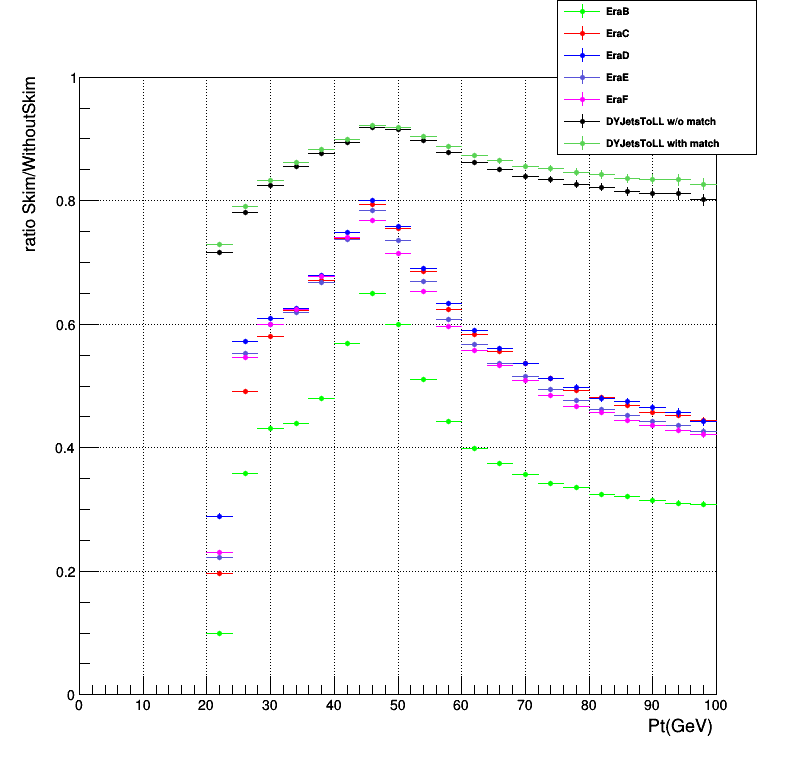 EraB
EraC
EraD
EraE
EraF
DYJetsToLL w/o match
DYJetsToLL with match
ratio Skim/WithoutSkim
1
0.8
0.6
0.4
0.2
0
0 10 20 30 40 50 60 70 80 90 100
Pt(GeV)